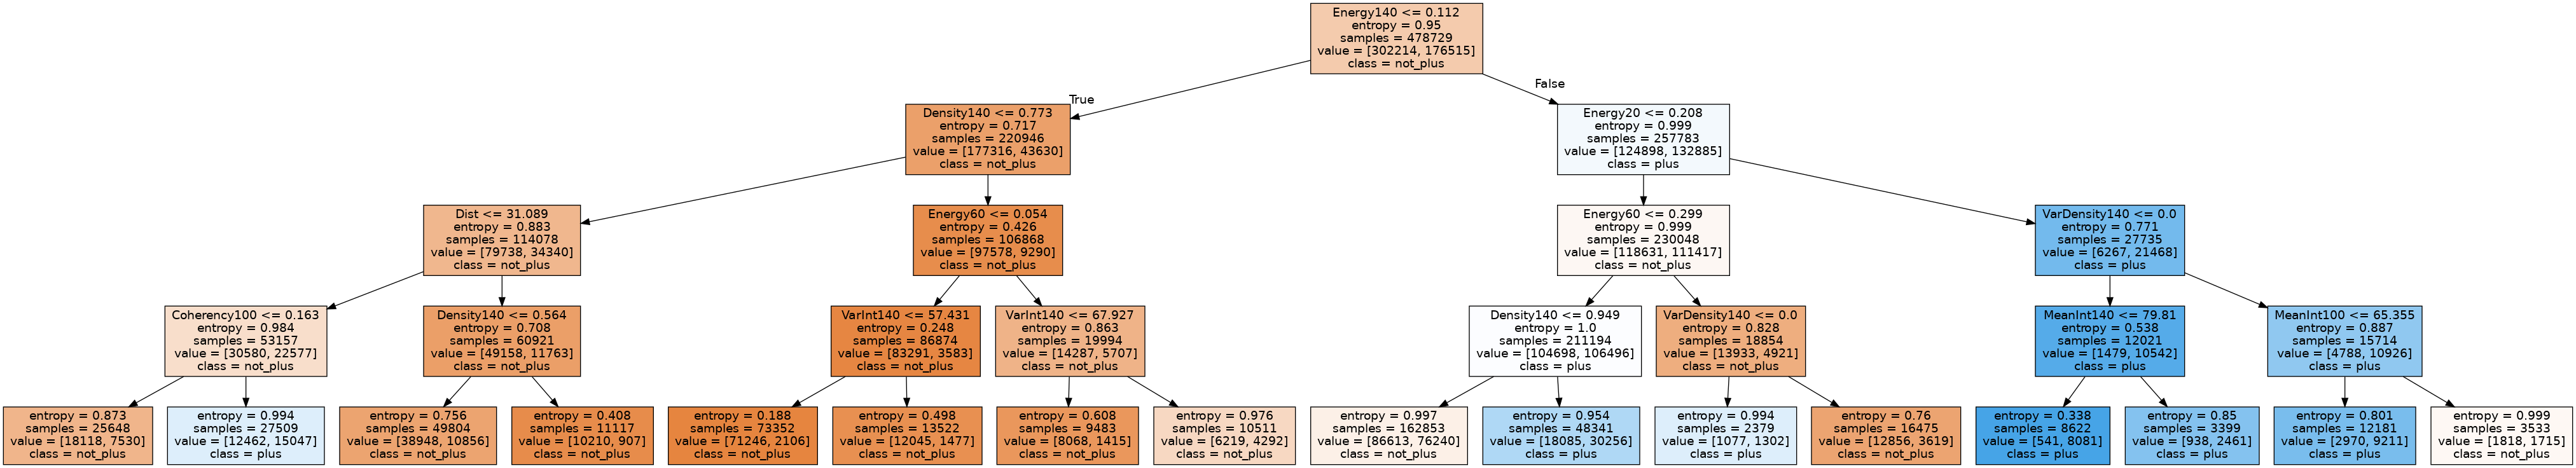 Energy140 <= 0.112
entropy = 0.95
samples = 478729
value = [302214, 176515]
class = not_plus
True
False
Density140 <= 0.773
entropy = 0.717
samples = 220946
value = [177316, 43630]
class = not_plus
Energy20 <= 0.208
entropy = 0.999
samples = 257783
value = [124898, 132885]
class = plus
Dist <= 31.089
entropy = 0.883
samples = 114078
value = [79738, 34340]
class = not_plus
Energy60 <= 0.054
entropy = 0.426
samples = 106868
value = [97578, 9290]
class = not_plus
Energy60 <= 0.299
entropy = 0.999
samples = 230048
value = [118631, 111417]
class = not_plus
VarDensity140 <= 0.0
entropy = 0.771
samples = 27735
value = [6267, 21468]
class = plus
Coherency100 <= 0.163
entropy = 0.984
samples = 53157
value = [30580, 22577]
class = not_plus
Density140 <= 0.564
entropy = 0.708
samples = 60921
value = [49158, 11763]
class = not_plus
VarInt140 <= 57.431
entropy = 0.248
samples = 86874
value = [83291, 3583]
class = not_plus
VarInt140 <= 67.927
entropy = 0.863
samples = 19994
value = [14287, 5707]
class = not_plus
Density140 <= 0.949
entropy = 1.0
samples = 211194
value = [104698, 106496]
class = plus
VarDensity140 <= 0.0
entropy = 0.828
samples = 18854
value = [13933, 4921]
class = not_plus
MeanInt140 <= 79.81
entropy = 0.538
samples = 12021
value = [1479, 10542]
class = plus
MeanInt100 <= 65.355
entropy = 0.887
samples = 15714
value = [4788, 10926]
class = plus
entropy = 0.873
samples = 25648
value = [18118, 7530]
class = not_plus
entropy = 0.994
samples = 27509
value = [12462, 15047]
class = plus
entropy = 0.756
samples = 49804
value = [38948, 10856]
class = not_plus
entropy = 0.408
samples = 11117
value = [10210, 907]
class = not_plus
entropy = 0.188
samples = 73352
value = [71246, 2106]
class = not_plus
entropy = 0.498
samples = 13522
value = [12045, 1477]
class = not_plus
entropy = 0.608
samples = 9483
value = [8068, 1415]
class = not_plus
entropy = 0.976
samples = 10511
value = [6219, 4292]
class = not_plus
entropy = 0.997
samples = 162853
value = [86613, 76240]
class = not_plus
entropy = 0.954
samples = 48341
value = [18085, 30256]
class = plus
entropy = 0.994
samples = 2379
value = [1077, 1302]
class = plus
entropy = 0.76
samples = 16475
value = [12856, 3619]
class = not_plus
entropy = 0.338
samples = 8622
value = [541, 8081]
class = plus
entropy = 0.85
samples = 3399
value = [938, 2461]
class = plus
entropy = 0.801
samples = 12181
value = [2970, 9211]
class = plus
entropy = 0.999
samples = 3533
value = [1818, 1715]
class = not_plus